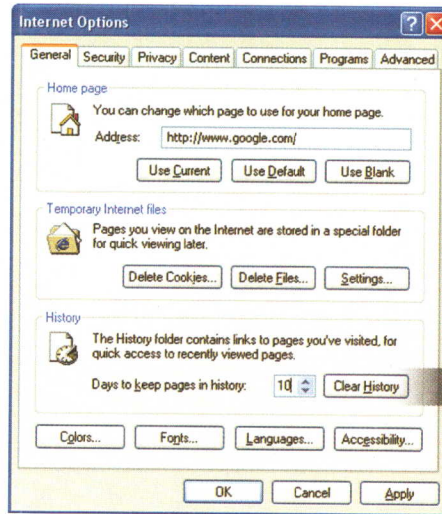 Internet Options
General Security Privacy Content Connections Programs Advanced
Home page
You can change which page to use for your home page.
Address: http://www.google.com/
Use Current Use Default Use Blank
Temporary Internet files
Pages you view on the Internet are stored in a special folder
for quick viewing later.
Delete Cookies... Delete Files... Settings...
History
The History folder contains links to pages you've visited, for
quick access to recently viewed pages.
Days to keep pages in history: 10 Clear History
Colors... Fonts... Languages... Accessibility...
OK Cancel Apply